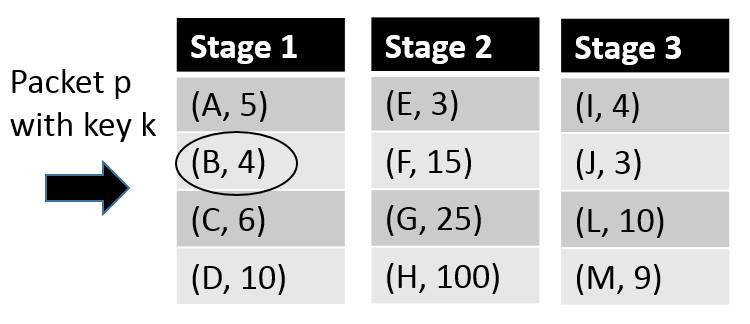 Packet p
with key k
Stage 1
(A, 5)
(B, 4)
(C, 6)
(D, 10)
Stage 2
(E, 3)
(F, 15)
(G, 25)
(H, 100)
Stage 3
(I, 4)
(J, 3)
(L, 10)
(M, 9)